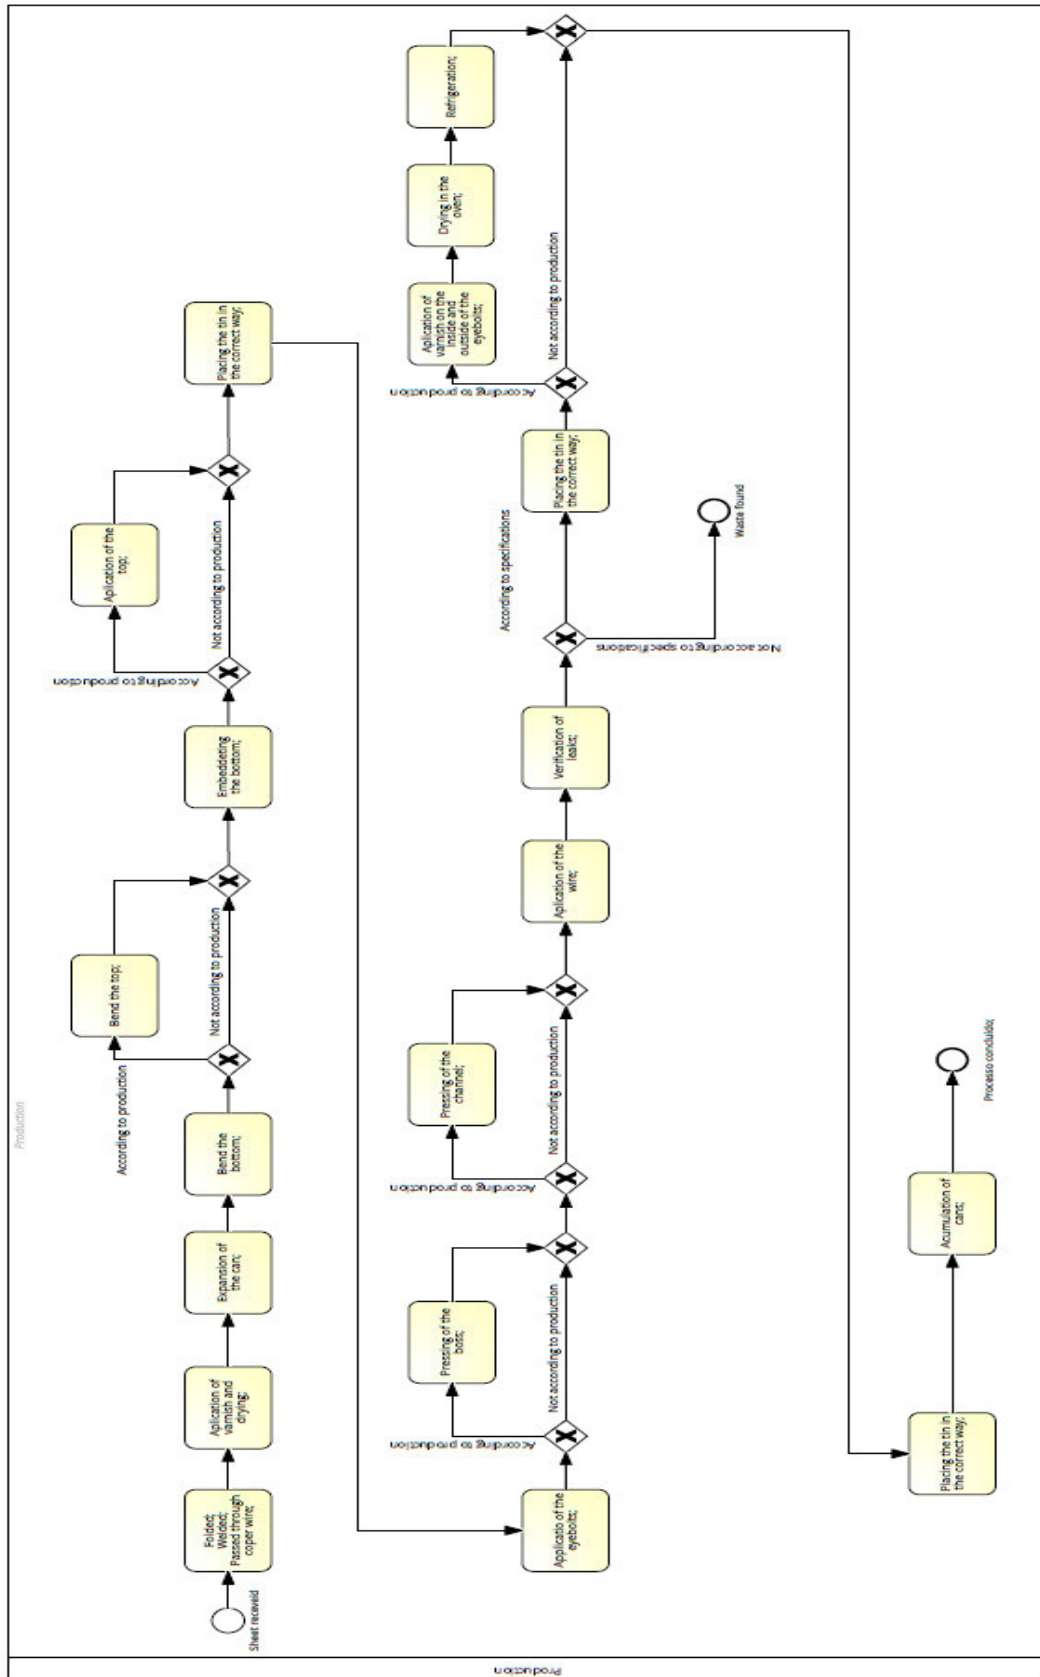 Production
Production
Sheet receveid
Folded;
Welded;
Passed through
coper wire;
Aplication of
varnish and
drying;
Expansion of
the can;
Bend the
bottom;
According to production
Bend the top;
Not according to production
Embeddeting
the bottom;
According to production
Aplication of the
top;
Not according to production
Placing the tin in
the correct way;
Applicatio of the
eyebolts;
According to production
Pressing of the
boss;
Not according to production
According to production
Pressing of the
channel;
Not according to production
Aplication of the
wire;
Verification of
leaks;
According to specifications
Not according to specifications
Waste found
Placing the tin in
the correct way;
According to production
Aplication of
varnish on the
inside and
outside of the
eyebolts;
Drying in the
oven;
Refrigeration;
Not according to production
Placing the tin in
the correct way;
Acumulation of
cans;
Processo concluido;